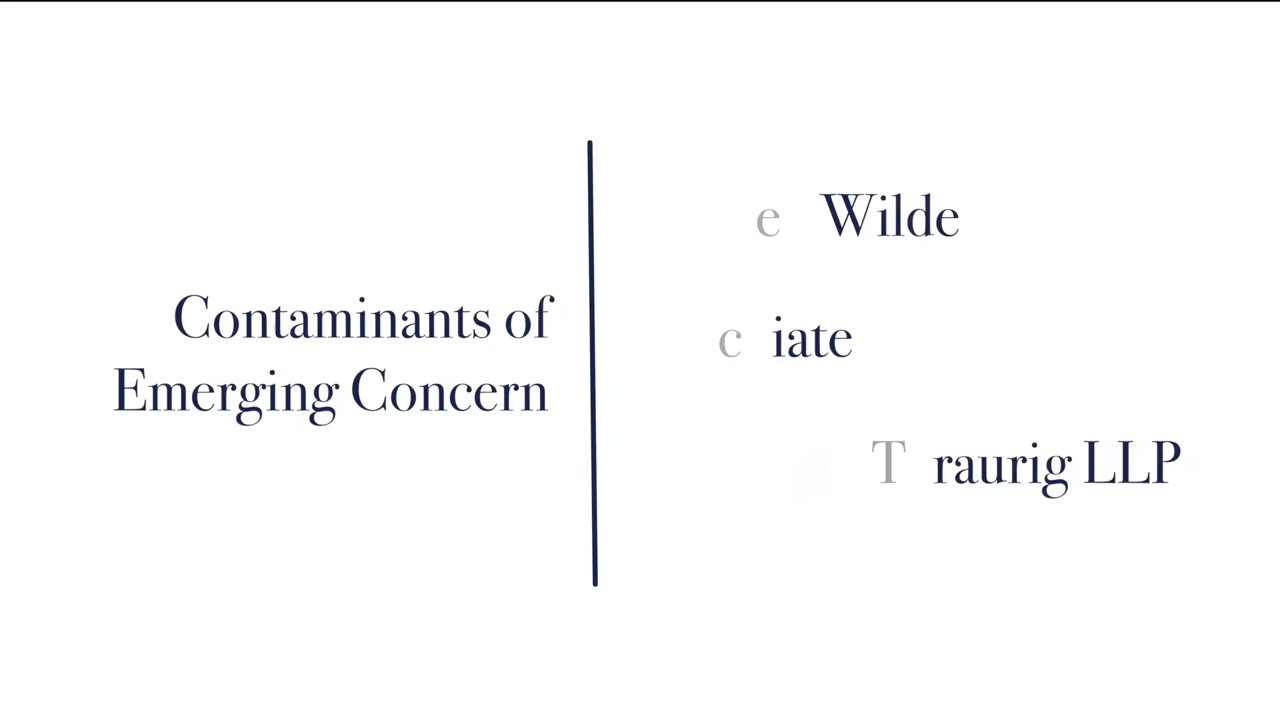 Contaminants of
Emerging Concern
e Wilde
c iate
T raurig LLP